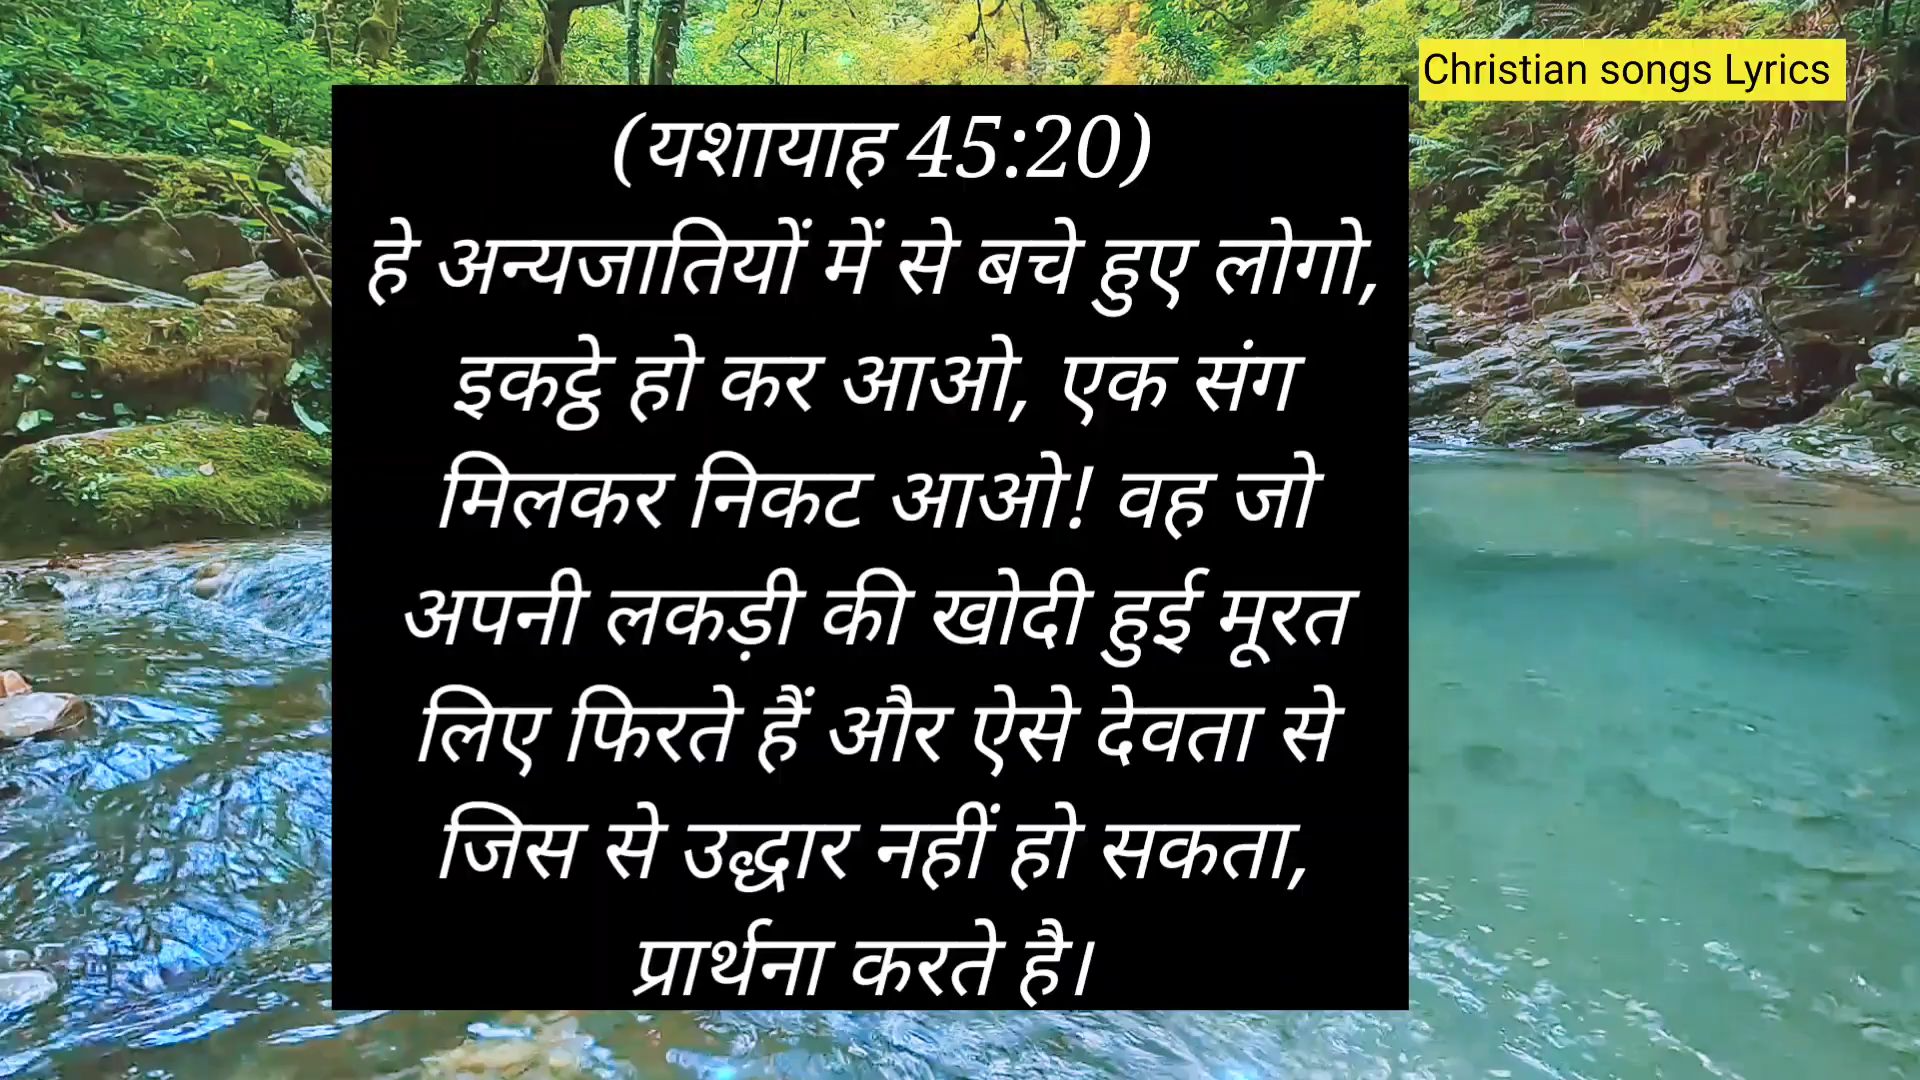 Christian songs Lyrics
(यशायाह 45:20)
हे अन्यजातियों में से बचे हुए लोगो,
इकट्ठे हो कर आओ, एक संग
मिलकर निकट आओ! वह जो
अपनी लकड़ी की खोदी हुई मूरत
लिए फिरते हैं और ऐसे देवता से
जिस से उद्धार नहीं हो सकता,
प्रार्थना करते है।